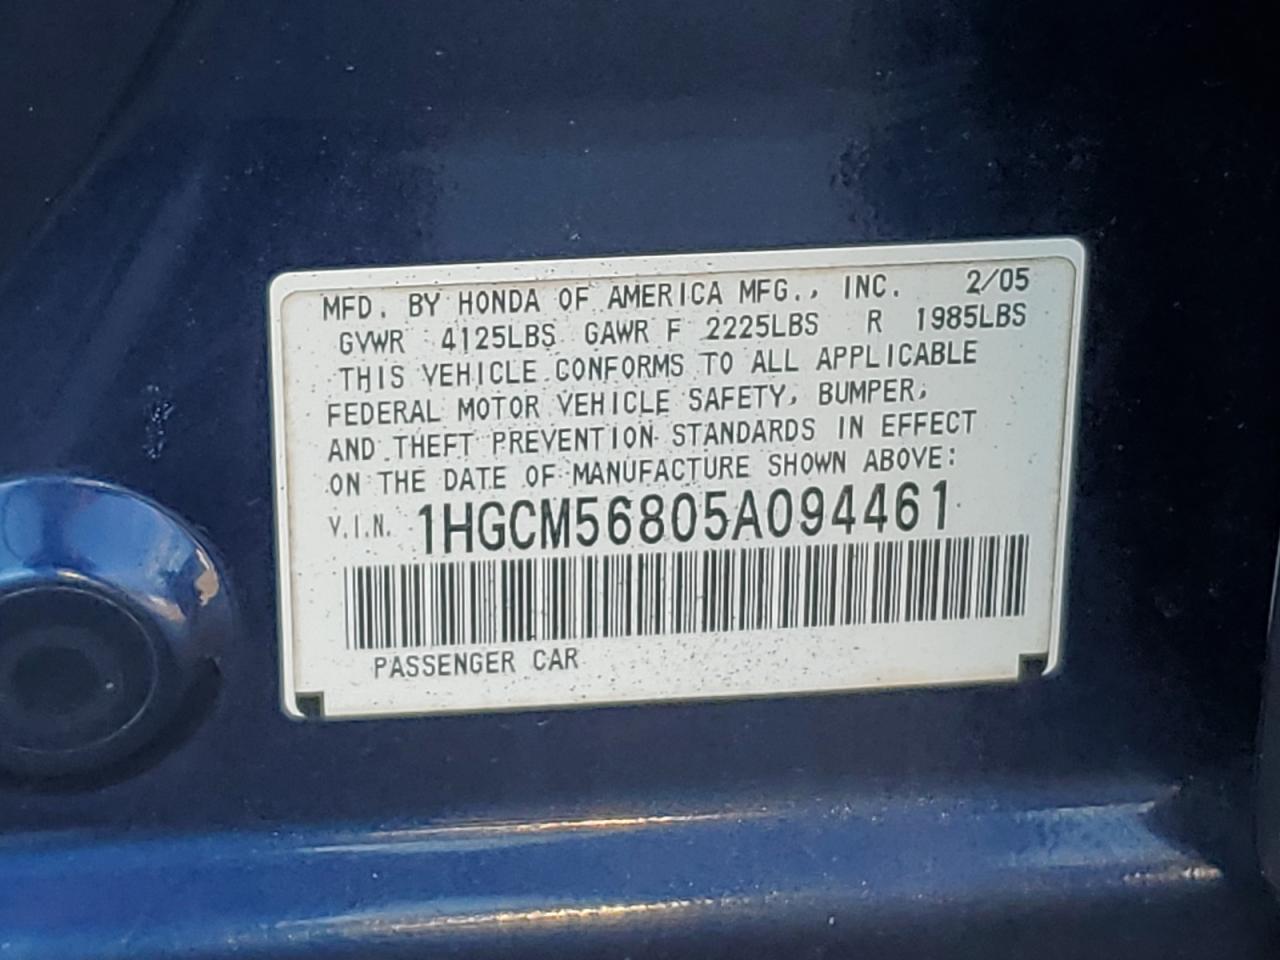 MFD. BY HONDA OF AMERICA MFG., INC. 2/05
GVWR 4125LBS GAWR F 2225LBS R 1985LBS
THIS VEHICLE CONFORMS TO ALL APPLICABLE
FEDERAL MOTOR VEHICLE SAFETY, BUMPER,
AND THEFT PREVENTION STANDARDS IN EFFECT
ON THE DATE OF MANUFACTURE SHOWN ABOVE:
V.I.N. 1HGCM56805A094461
PASSENGER CAR